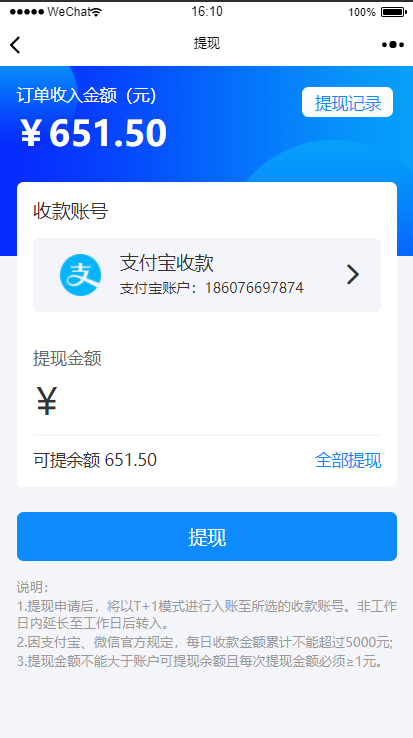 WeChat
16:10
100%
提现
订单收入金额（元）
提现记录
￥651.50
收款账号
支
支付宝收款
支付宝账户：186076697874
提现金额
￥
可提余额 651.50
全部提现
提现
说明：
1.提现申请后，将以T+1模式进行入账至所选的收款账号。非工作
日内延长至工作日后转入。
2.因支付宝、微信官方规定，每日收款金额累计不能超过5000元;
3.提现金额不能大于账户可提现余额且每次提现金额必须≥1元。